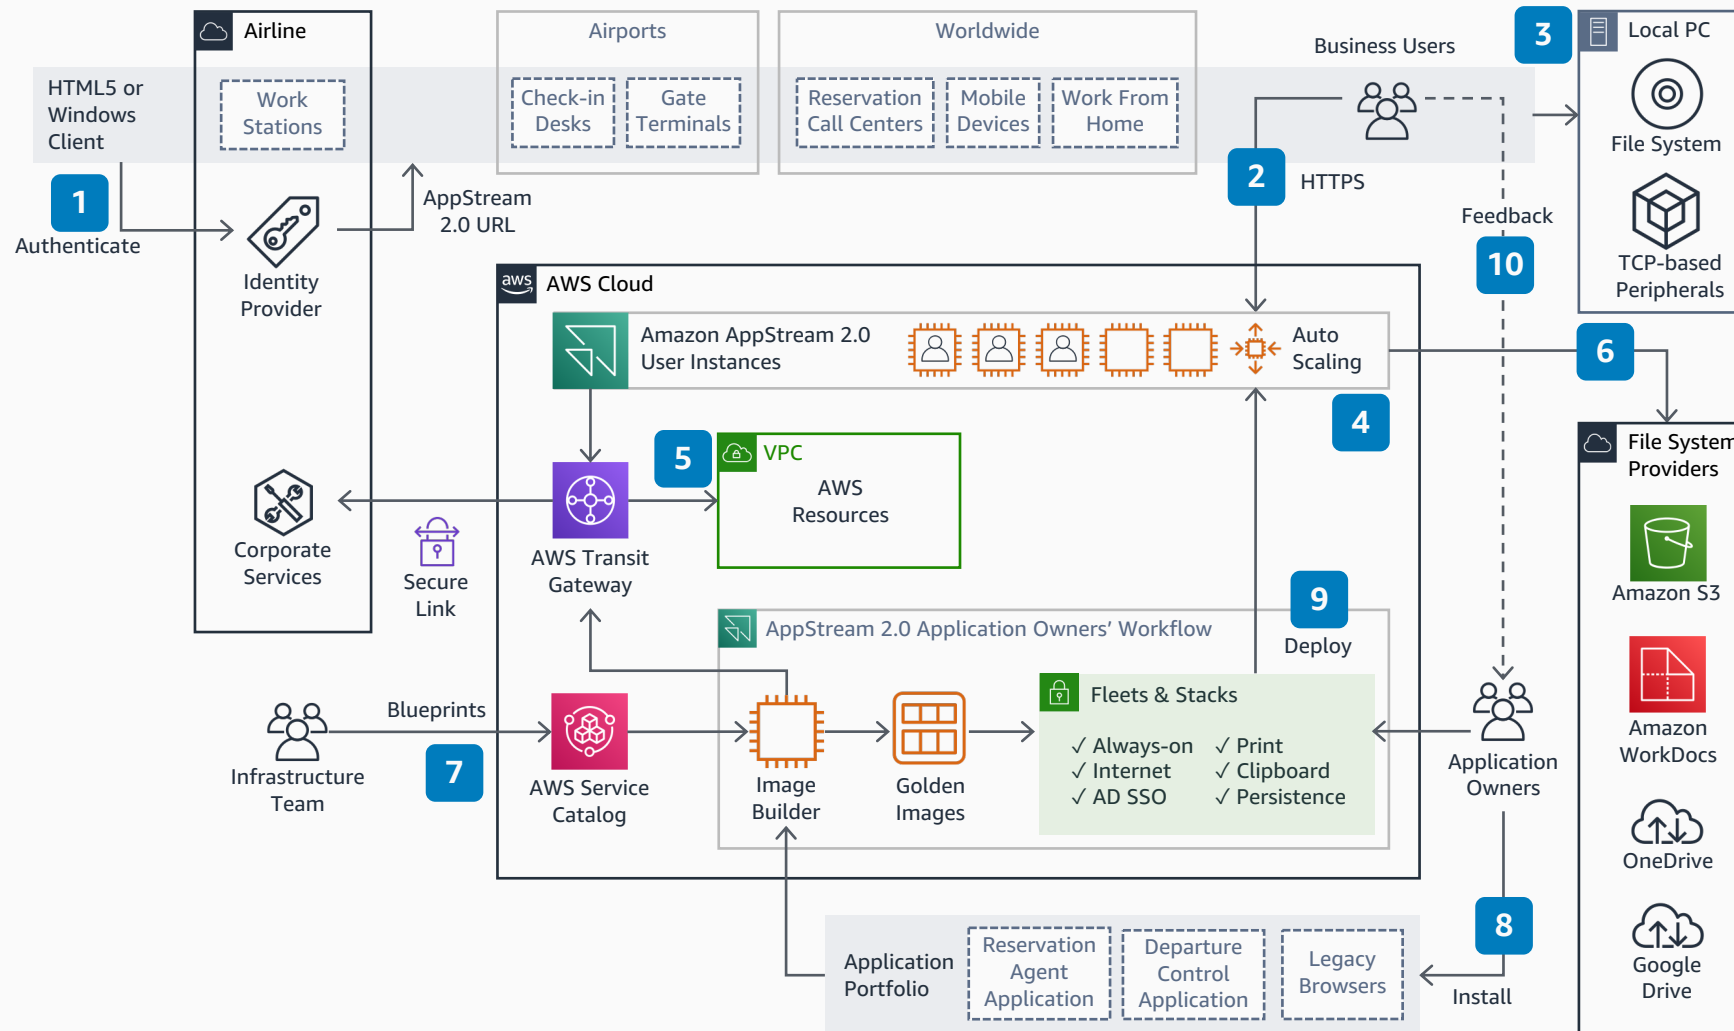 Airline
Airports
Worldwide
Business Users
3
Local PC
HTML5 or
Windows
Client
Work
Stations
Check-in
Desks
Gate
Terminals
Reservation
Call Centers
Mobile
Devices
Work From
Home
File System
1
Authenticate
AppStream
2.0 URL
2
HTTPS
Feedback
10
TCP-based
Peripherals
Identity
Provider
aws
AWS Cloud
Amazon AppStream 2.0
User Instances
Auto
Scaling
6
4
5
VPC
AWS
Resources
File System
Providers
Corporate
Services
Secure
Link
AWS Transit
Gateway
Amazon S3
9
Deploy
AppStream 2.0 Application Owners' Workflow
Fleets & Stacks
✓ Always-on
✓ Print
✓ Internet
✓ Clipboard
✓ AD SSO
✓ Persistence
Blueprints
7
Infrastructure
Team
AWS Service
Catalog
Image
Builder
Golden
Images
Application
Owners
Amazon
WorkDocs
OneDrive
8
Install
Application
Portfolio
Reservation
Agent
Application
Departure
Control
Application
Legacy
Browsers
Google
Drive